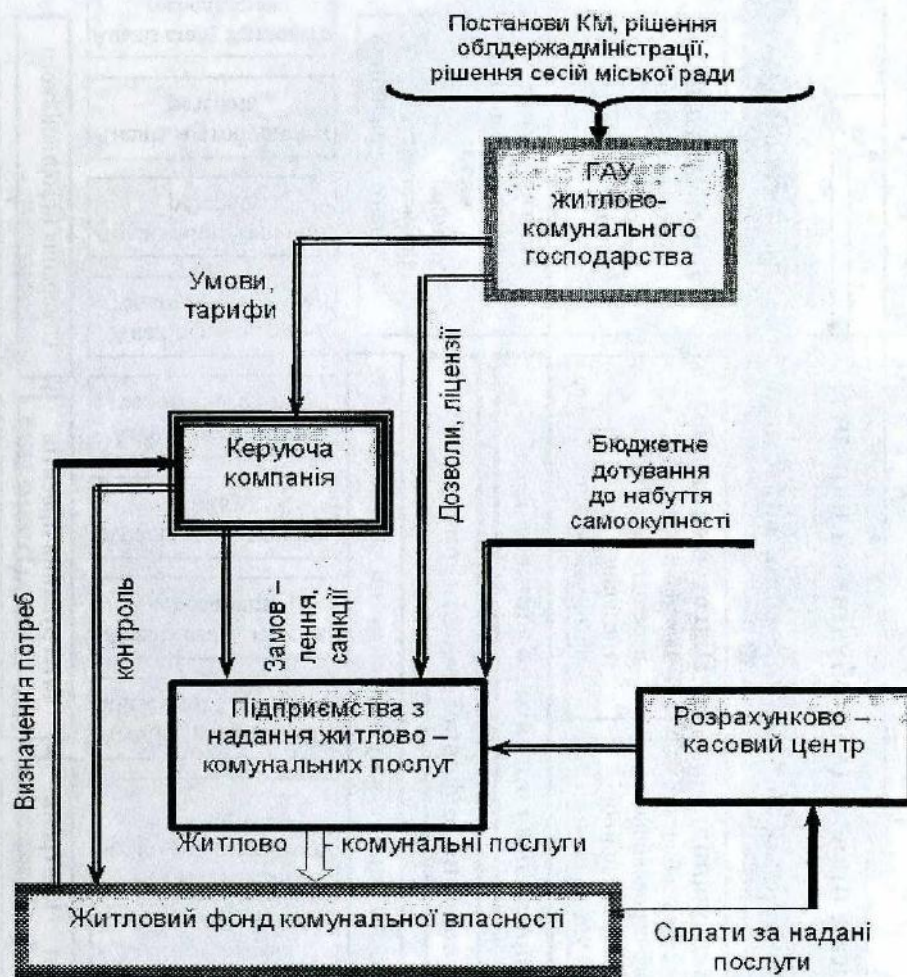 Постанови КМ, рішення
облдержадміністрації,
рішення сесій міської ради
ГАУ
житлово-
комунального
господарства
Умови,
тарифи
Дозволи, ліцензії
Керуюча
компанія
Бюджетне
дотування
до набуття
самоокупності
Визначення потреб
контроль
Замов –
лення,
санкції
Підприємства з
надання житлово –
комунальних послуг
Розрахунково –
касовий центр
Житлово - комунальні послуги
Житловий фонд комунальної власності
Сплати за надані
послуги